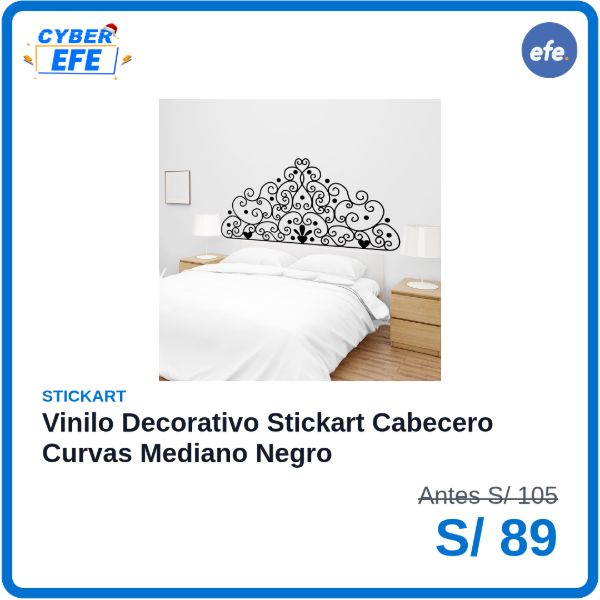 CYBER
EFE
efe.
STICKART
Vinilo Decorativo Stickart Cabecero
Curvas Mediano Negro
Antes S/ 105
S/ 89